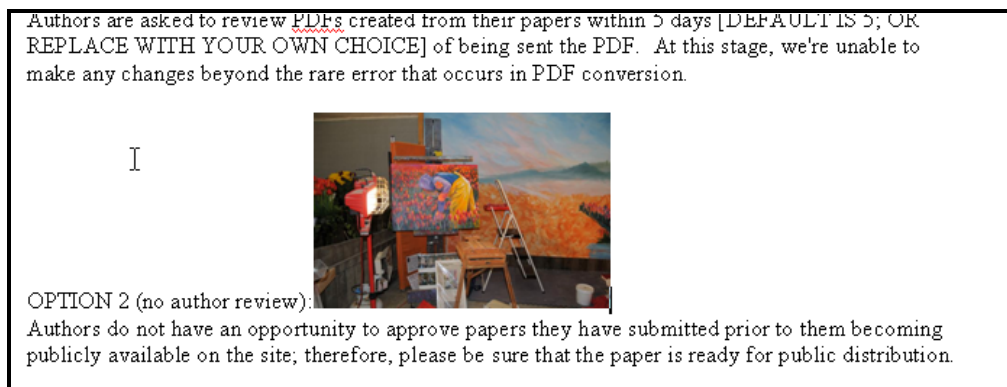 Authors are asked to review PDFs created from their papers within 5 days [DEFAULT IS 5; OR
REPLACE WITH YOUR OWN CHOICE] of being sent the PDF.  At this stage, we're unable to
make any changes beyond the rare error that occurs in PDF conversion.
OPTION 2 (no author review):
Authors do not have an opportunity to approve papers they have submitted prior to them becoming
publicly available on the site; therefore, please be sure that the paper is ready for public distribution.